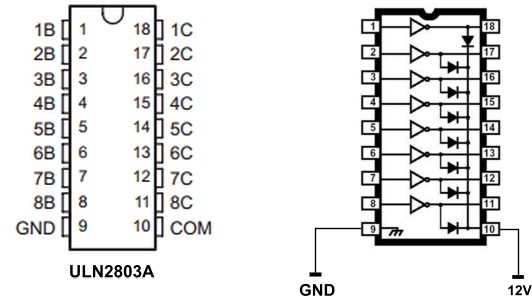 1B 1 18 1C
2B 2 17 2C
3B 3 16 3C
4B 4 15 4C
5B 5 14 5C
6B 6 13 6C
7B 7 12 7C
8B 8 11 8C
GND 9 10 COM
ULN2803A
1 18
2 17
3 16
4 15
5 14
6 13
7 12
8 11
9 10
GND 12V